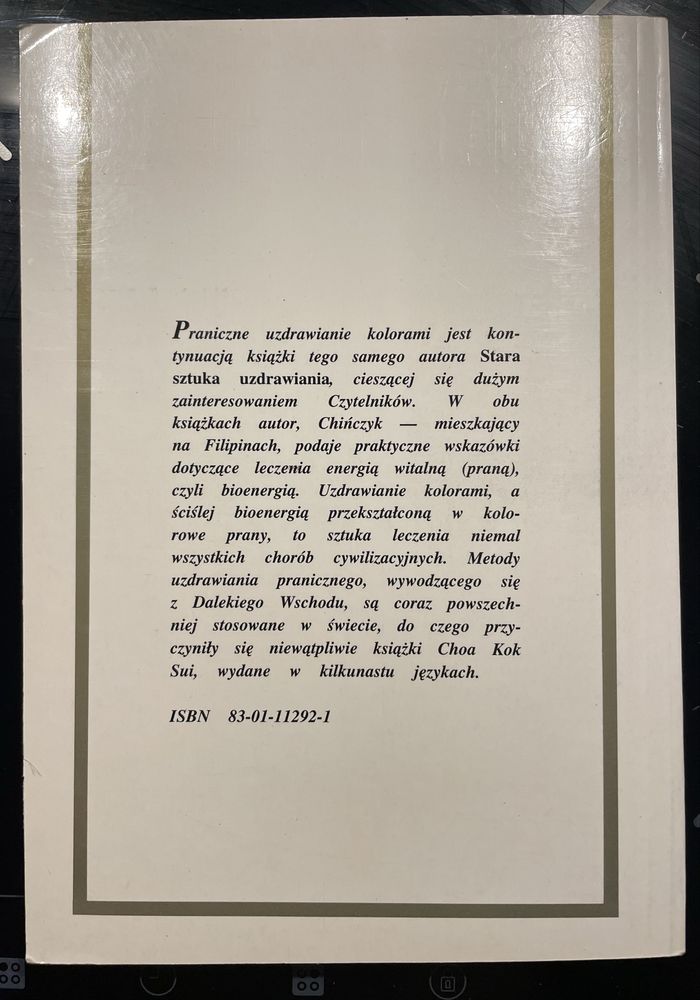 Praniczne uzdrawianie kolorami jest kon-
tynuacją książki tego samego autora Stara
sztuka uzdrawiania, cieszącej się dużym
zainteresowaniem Czytelników. W obu
książkach autor, Chińczyk — mieszkający
na Filipinach, podaje praktyczne wskazówki
dotyczące leczenia energią witalną (praną),
czyli bioenergią. Uzdrawianie kolorami, a
ściślej bioenergią przekształconą w kolo-
rowe prany, to sztuka leczenia niemal
wszystkich chorób cywilizacyjnych. Metody
uzdrawiania pranicznego, wywodzącego się
z Dalekiego Wschodu, są coraz powszech-
niej stosowane w świecie, do czego przy-
czyniły się niewątpliwie książki Choa Kok
Sui, wydane w kilkunastu językach.
ISBN 83-01-11292-1